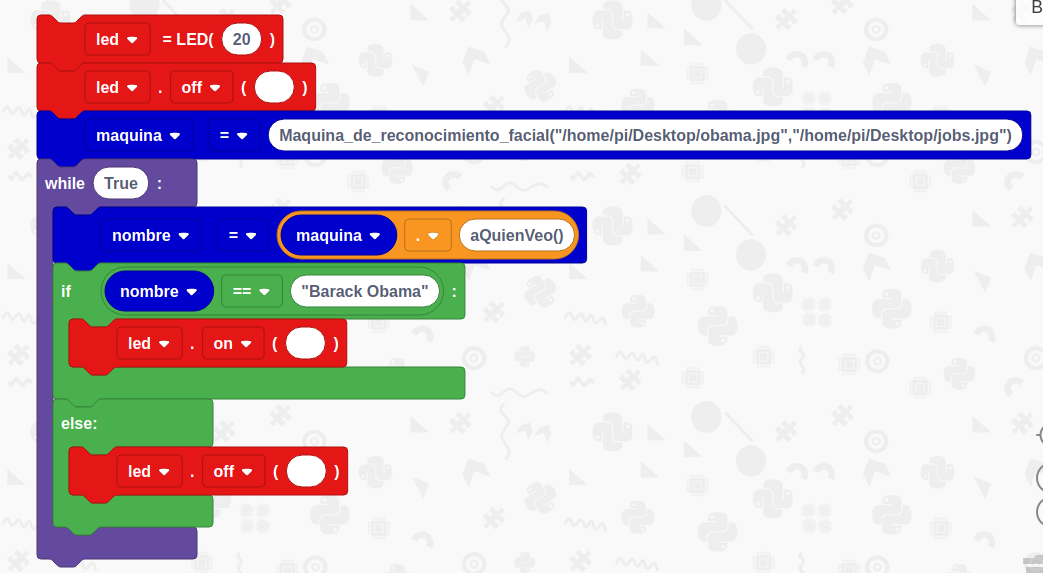 B
led = LED( 20 )
led . off ( )
maquina = Maquina_de_reconocimiento_facial("/home/pi/Desktop/obama.jpg","/home/pi/Desktop/jobs.jpg")
while True :
nombre = maquina . aQuienVeo()
if nombre == "Barack Obama" :
led . on ( )
else:
led . off ( )